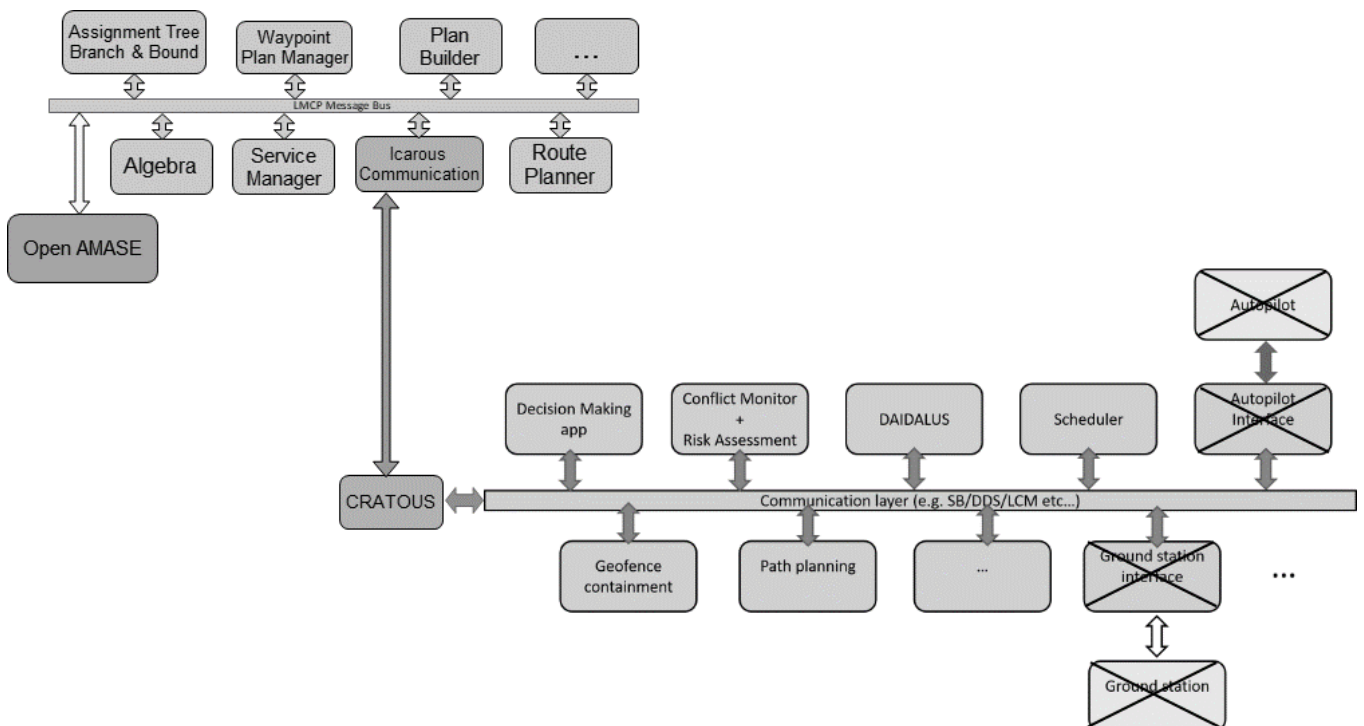 Assignment Tree
Branch & Bound
Waypoint
Plan Manager
Plan
Builder
...
LMCP Message Bus
Algebra
Service
Manager
Icarous
Communication
Route
Planner
Open AMASE
Autopilot
Decision Making
app
Conflict Monitor
+
Risk Assessment
DAIDALUS
Scheduler
Autopilot
Interface
CRATOUS
Communication layer (e.g. SB/DDS/LCM etc...)
Geofence
containment
Path planning
...
Ground station
interface
...
Ground station